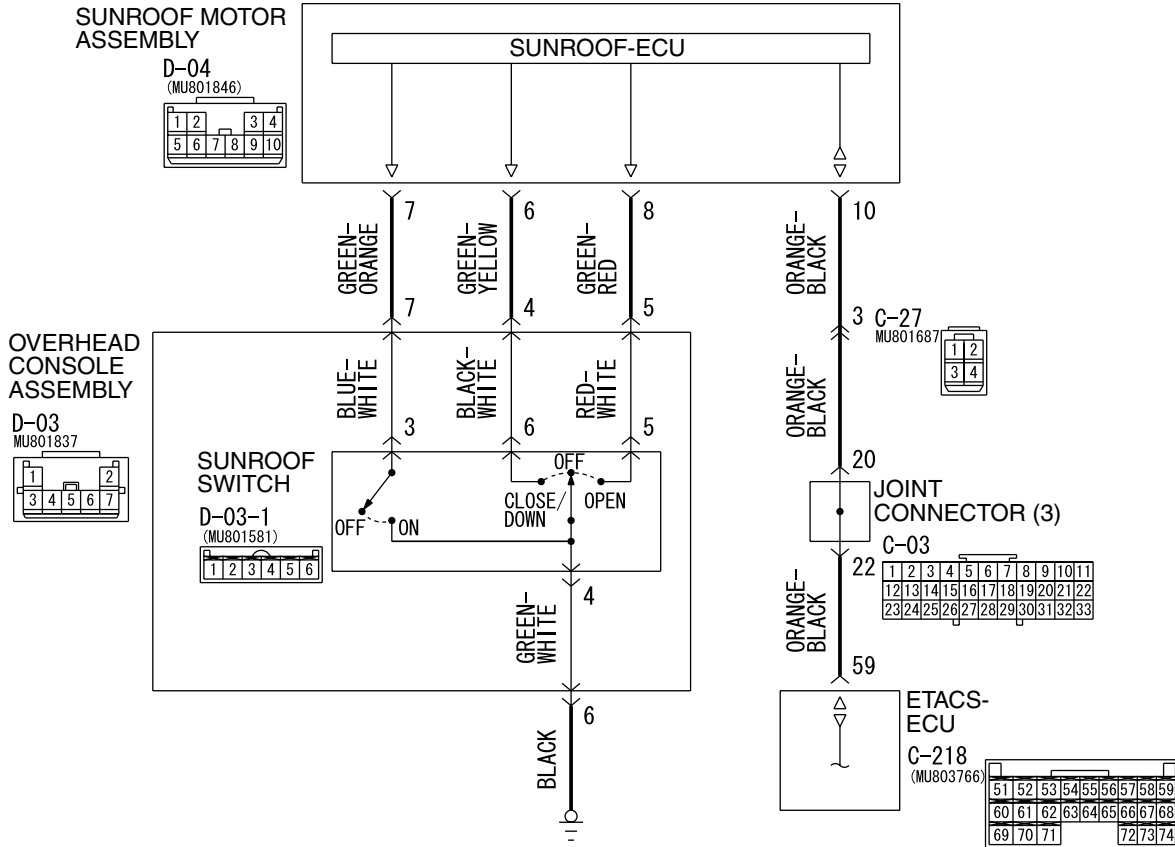 SUNROOF MOTOR
ASSEMBLY
D-04
(MU801846)
1 2 3 4
5 6 7 8 9 10
SUNROOF-ECU
7
6
8
10
GREEN-
ORANGE
GREEN-
YELLOW
GREEN-
RED
ORANGE-
BLACK
7
4
5
3
C-27
MU801687
1 2
3 4
OVERHEAD
CONSOLE
ASSEMBLY
D-03
MU801837
1 2
3 4 5 6 7
BLUE-
WHITE
BLACK-
WHITE
RED-
WHITE
ORANGE-
BLACK
3
6
5
20
SUNROOF
SWITCH
D-03-1
(MU801581)
1 2 3 4 5 6
OFF
ON
OFF
CLOSE/
DOWN
OPEN
JOINT
CONNECTOR (3)
C-03
1 2 3 4 5 6 7 8 9 10 11
12 13 14 15 16 17 18 19 20 21 22
23 24 25 26 27 28 29 30 31 32 33
22
4
GREEN-
WHITE
ORANGE-
BLACK
59
6
BLACK
ETACS-
ECU
C-218
(MU803766)
51 52 53 54 55 56 57 58 59
60 61 62 63 64 65 66 67 68
69 70 71 72 73 74